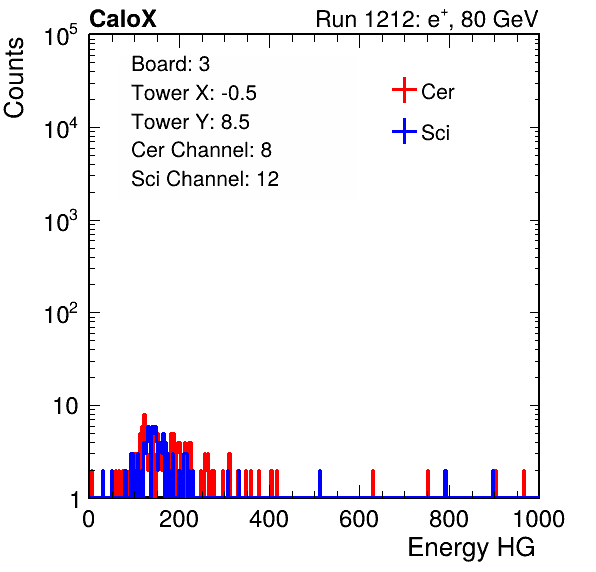 CaloX Run 1212: e⁺, 80 GeV
Counts
10⁵
10⁴
10³
10²
10
1
Board: 3
Tower X: -0.5
Tower Y: 8.5
Cer Channel: 8
Sci Channel: 12
Cer
Sci
0 200 400 600 800 1000
Energy HG